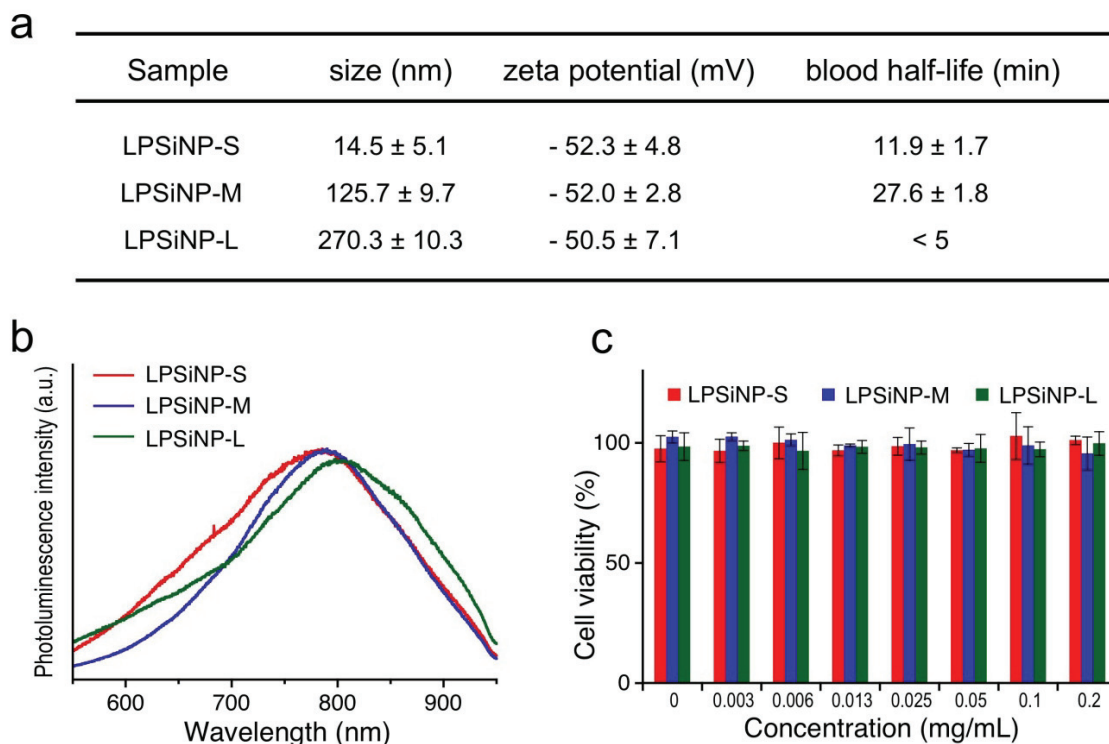 a
Sample size (nm) zeta potential (mV) blood half-life (min)
LPSiNP-S 14.5 ± 5.1 - 52.3 ± 4.8 11.9 ± 1.7
LPSiNP-M 125.7 ± 9.7 - 52.0 ± 2.8 27.6 ± 1.8
LPSiNP-L 270.3 ± 10.3 - 50.5 ± 7.1 < 5
b
LPSiNP-S
LPSiNP-M
LPSiNP-L
Photoluminescence intensity (a.u.)
600 700 800 900
Wavelength (nm)
c
LPSiNP-S LPSiNP-M LPSiNP-L
100
50
0
Cell viability (%)
0 0.003 0.006 0.013 0.025 0.05 0.1 0.2
Concentration (mg/mL)